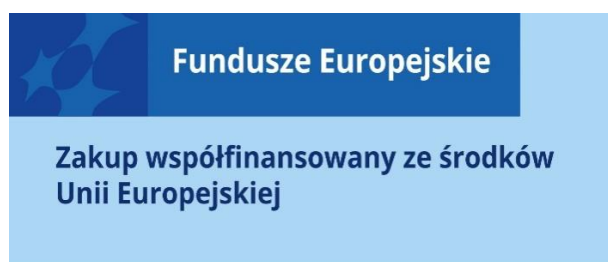 Fundusze Europejskie
Zakup współfinansowany ze środków
Unii Europejskiej